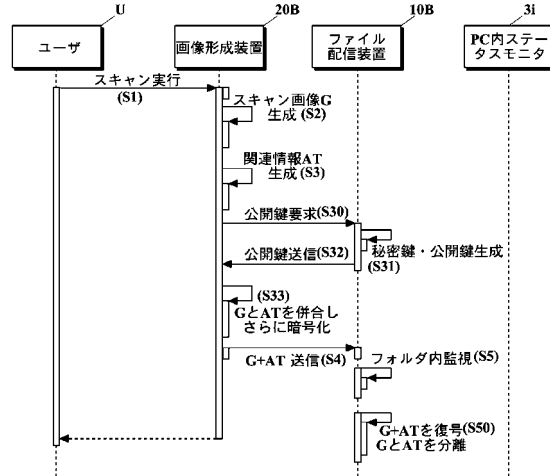 U
20B
10B
3i
ユーザ
画像形成装置
ファイル
配信装置
PC内ステー
タスモニタ
スキャン実行
(S1)
スキャン画像G
生成(S2)
関連情報AT
生成(S3)
公開鍵要求(S30)
公開鍵送信(S32)
秘密鍵・公開鍵生成
(S31)
(S33)
GとATを併合し
さらに暗号化
G+AT 送信(S4)
フォルダ内監視(S5)
G+ATを復号(S50)
GとATを分離